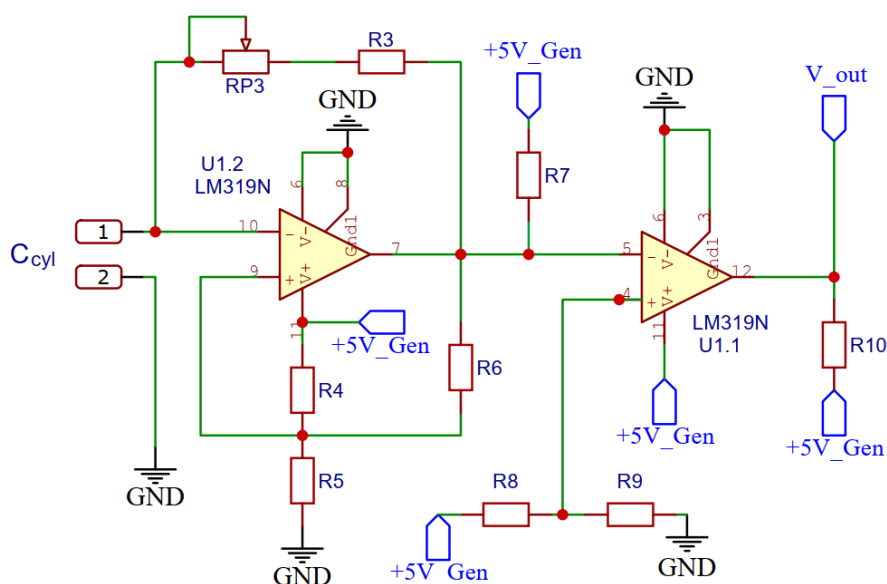 R3
+5V_Gen
V_out
RP3
GND
GND
U1.2
LM319N
6
8
R7
6
3
1
10
-
V-
Gnd1
7
5
-
V-
Gnd1
12
C cyl
2
9
+
V+
4
+
V+
11
+5V_Gen
11
LM319N
U1.1
R10
R6
R4
+5V_Gen
+5V_Gen
R5
R8
R9
GND
GND
+5V_Gen
GND